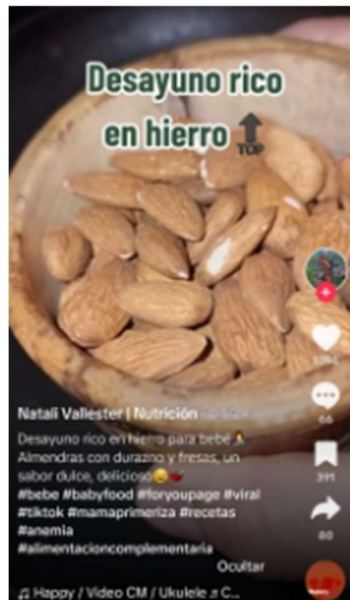 Desayuno rico
en hierro
TOP
Natali Vallester | Nutrición
Desayuno rico en hierro para bebé
Almendras con durazno y fresas, un
sabor dulce, delicioso
#bebe #babyfood #foryoupage #viral
#tiktok #mamaprimeriza #recetas
#anemia
#alimentacioncomplementaria
Ocultar
♫ Happy / Video CM / Ukulele ♬ C...
66
391
80